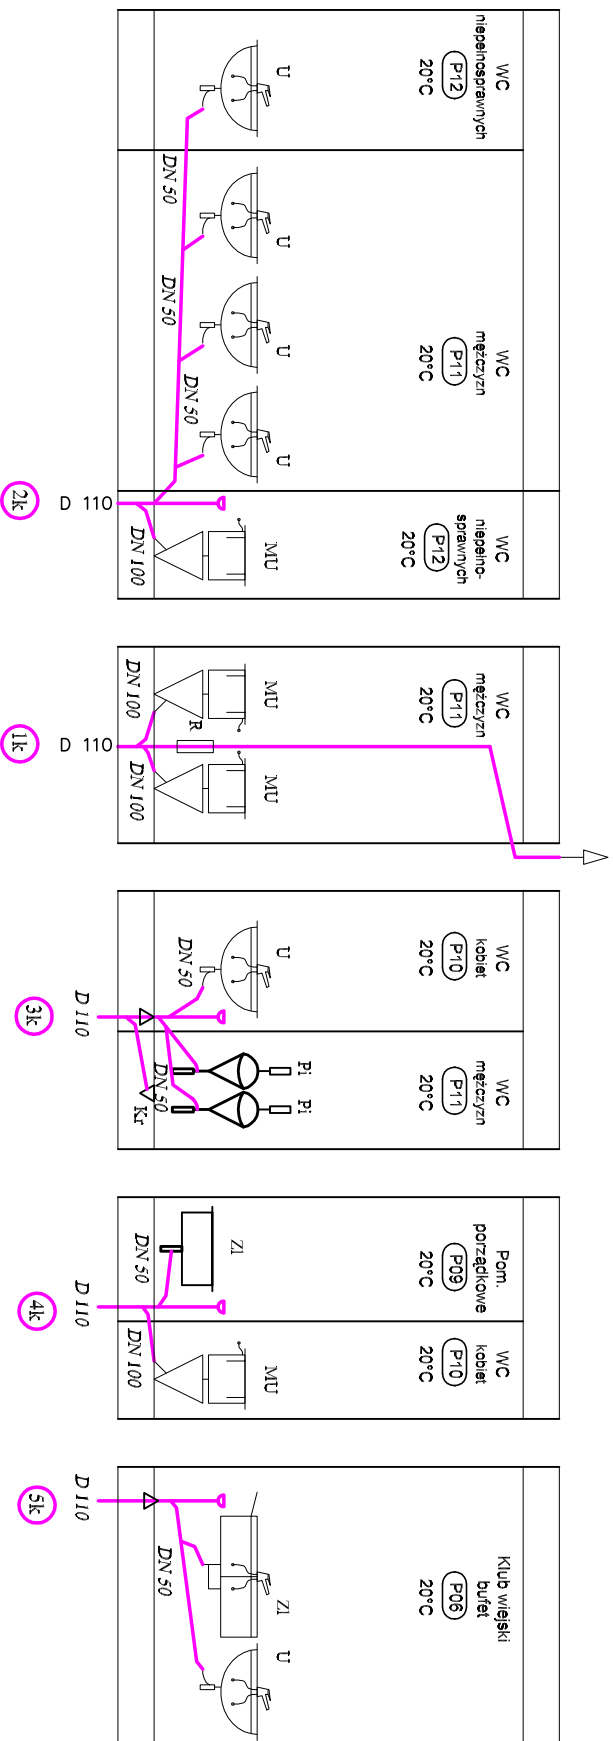 WC
niepełnosprawnych
P12
20°C
U
DN 50
WC
mężczyzn
P11
20°C
U
U
U
DN 50
DN 50
WC
niepełno-
sprawnych
P12
20°C
MU
DN 100
D 110
2k
WC
mężczyzn
P11
20°C
MU
MU
R
DN 100
DN 100
D 110
1k
WC
kobiet
P10
20°C
U
DN 50
WC
mężczyzn
P11
20°C
Pi
Pi
DN 50
Kr
D 110
3k
Pom.
porządkowe
P09
20°C
Zl
DN 50
WC
kobiet
P10
20°C
MU
DN 100
D 110
4k
Klub wiejski
bufet
P06
20°C
Zl
U
DN 50
D 110
5k